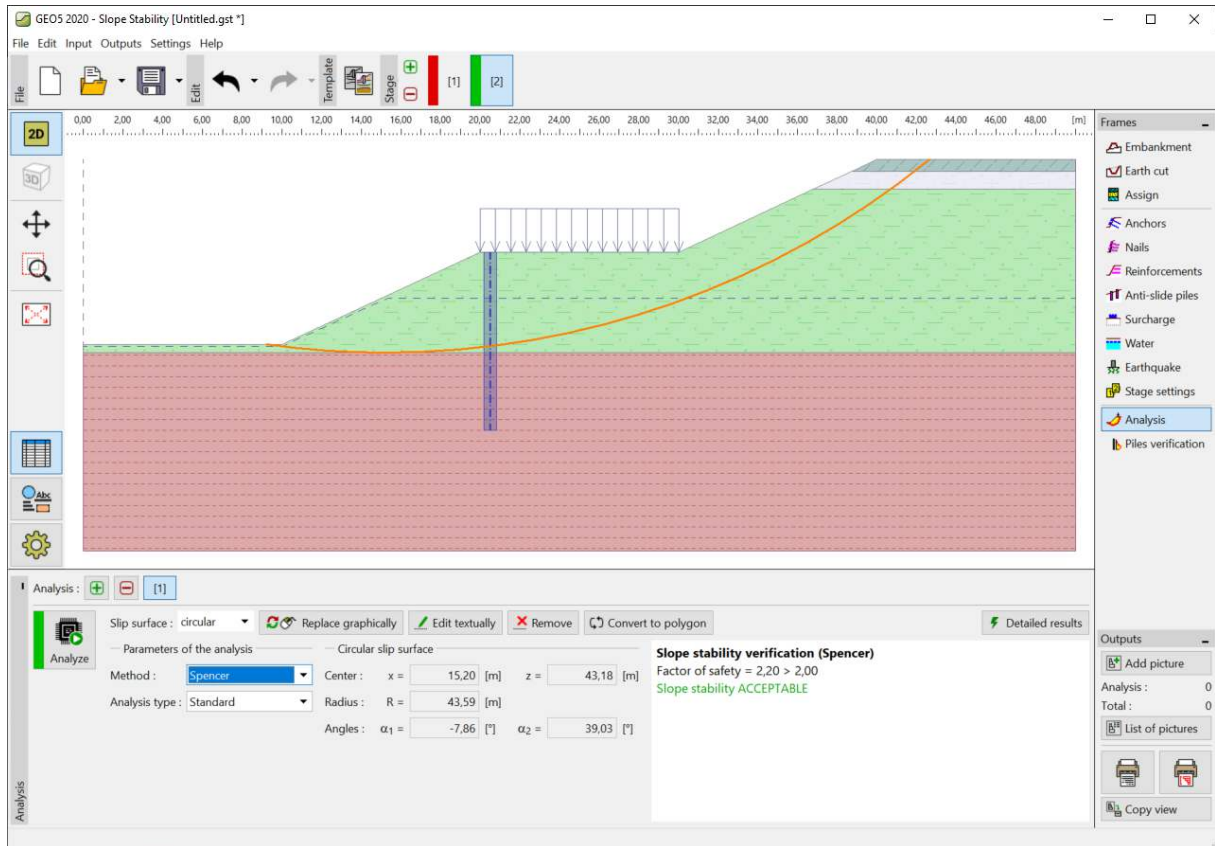 GEO5 2020 - Slope Stability [Untitled.gst *]
File Edit Input Outputs Settings Help
File
Edit
Template
Stage
[1]
[2]
2D
3D
0,00 2,00 4,00 6,00 8,00 10,00 12,00 14,00 16,00 18,00 20,00 22,00 24,00 26,00 28,00 30,00 32,00 34,00 36,00 38,00 40,00 42,00 44,00 46,00 48,00 [m]
Frames
Embankment
Earth cut
Assign
Anchors
Nails
Reinforcements
Anti-slide piles
Surcharge
Water
Earthquake
Stage settings
Analysis
Piles verification
Abc
Analysis : [1]
Analyze
Slip surface : circular Replace graphically Edit textually Remove Convert to polygon Detailed results
Parameters of the analysis
Method : Spencer
Analysis type : Standard
Circular slip surface
Center : x = 15,20 [m] z = 43,18 [m]
Radius : R = 43,59 [m]
Angles : α1 = -7,86 [°] α2 = 39,03 [°]
Slope stability verification (Spencer)
Factor of safety = 2,20 > 2,00
Slope stability ACCEPTABLE
Analysis
Outputs
Add picture
Analysis : 0
Total : 0
List of pictures
Copy view